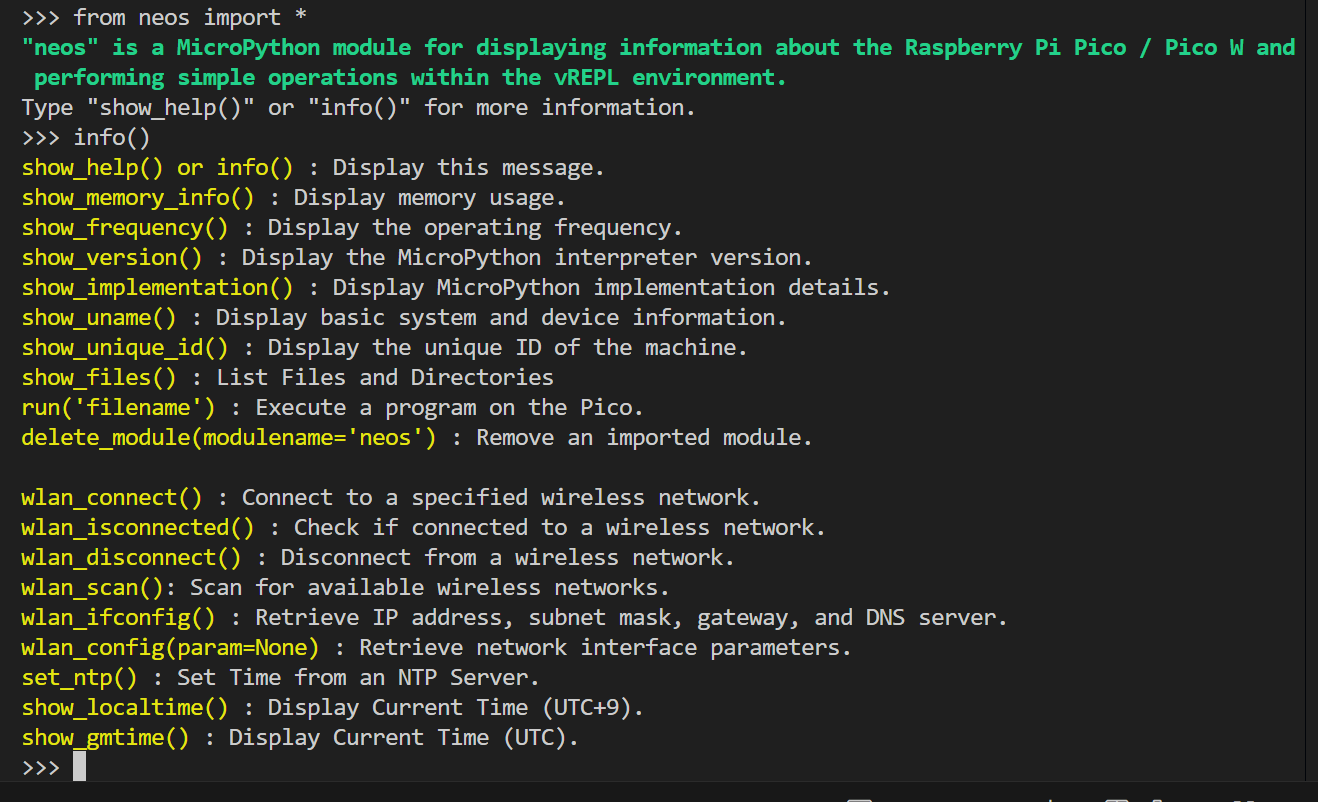 >>> from neos import *
"neos" is a MicroPython module for displaying information about the Raspberry Pi Pico / Pico W and
performing simple operations within the vREPL environment.
Type "show_help()" or "info()" for more information.
>>> info()
show_help() or info() : Display this message.
show_memory_info() : Display memory usage.
show_frequency() : Display the operating frequency.
show_version() : Display the MicroPython interpreter version.
show_implementation() : Display MicroPython implementation details.
show_uname() : Display basic system and device information.
show_unique_id() : Display the unique ID of the machine.
show_files() : List Files and Directories
run('filename') : Execute a program on the Pico.
delete_module(modulename='neos') : Remove an imported module.
wlan_connect() : Connect to a specified wireless network.
wlan_isconnected() : Check if connected to a wireless network.
wlan_disconnect() : Disconnect from a wireless network.
wlan_scan(): Scan for available wireless networks.
wlan_ifconfig() : Retrieve IP address, subnet mask, gateway, and DNS server.
wlan_config(param=None) : Retrieve network interface parameters.
set_ntp() : Set Time from an NTP Server.
show_localtime() : Display Current Time (UTC+9).
show_gmtime() : Display Current Time (UTC).
>>>